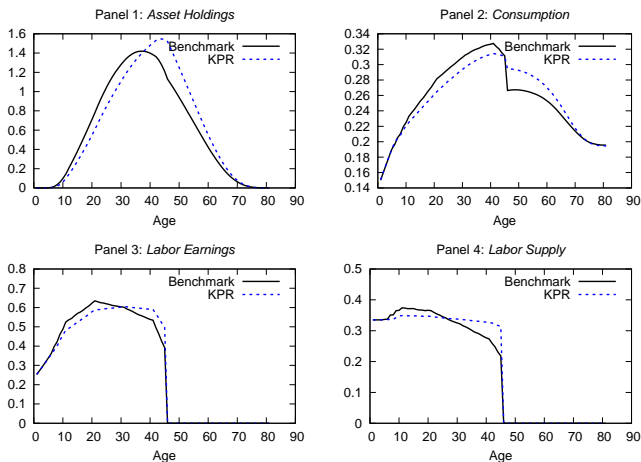 Panel 1: Asset Holdings
1.6
1.4
1.2
1
0.8
0.6
0.4
0.2
0
0 10 20 30 40 50 60 70 80 90
Age
Benchmark
KPR
Panel 2: Consumption
0.34
0.32
0.3
0.28
0.26
0.24
0.22
0.2
0.18
0.16
0.14
0 10 20 30 40 50 60 70 80 90
Age
Benchmark
KPR
Panel 3: Labor Earnings
0.8
0.7
0.6
0.5
0.4
0.3
0.2
0.1
0
0 10 20 30 40 50 60 70 80 90
Age
Benchmark
KPR
Panel 4: Labor Supply
0.5
0.4
0.3
0.2
0.1
0
0 10 20 30 40 50 60 70 80 90
Age
Benchmark
KPR